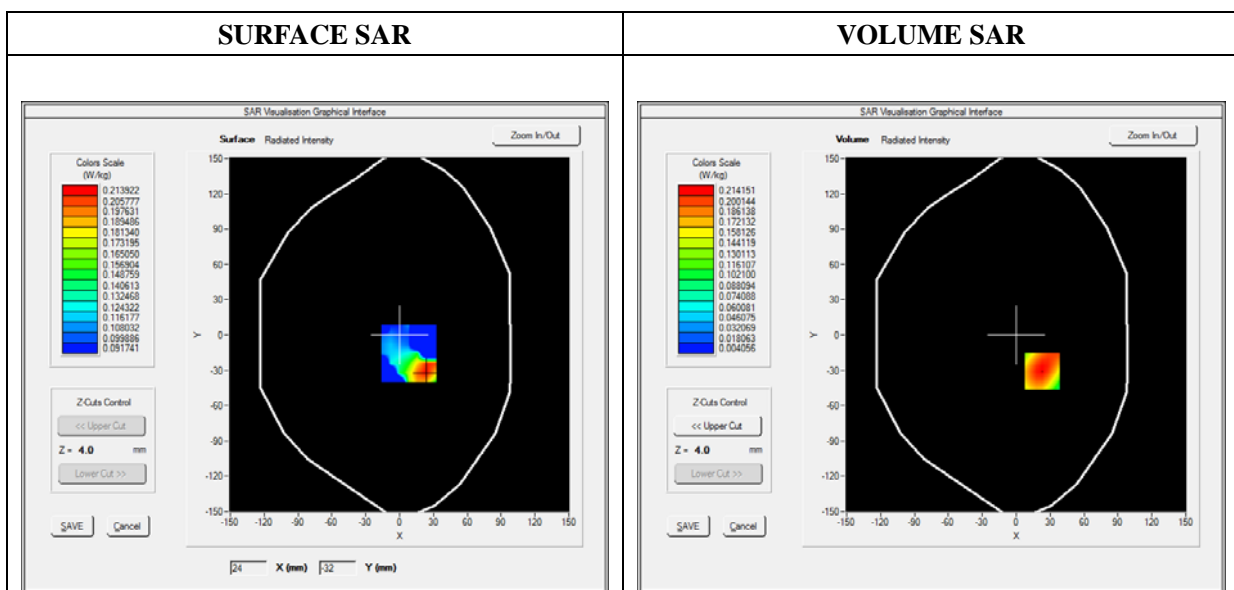 SURFACE SAR
VOLUME SAR
SAR Visualisation Graphical Interface
Surface Radiated Intensity
Zoom In/Out
Colors Scale
(W/kg)
0.213922
0.205777
0.197631
0.189486
0.181340
0.173195
0.165050
0.156904
0.148759
0.140613
0.132468
0.124322
0.116177
0.108032
0.099886
0.091741
Z-Cuts Control
<< Upper Cut
Z = 4.0 mm
Lower Cut >>
SAVE
Cancel
150
120
90
60
30
0
-30
-60
-90
-120
-150
Y
-150 -120 -90 -60 -30 0 30 60 90 120 150
X
24 X (mm) -32 Y (mm)
SAR Visualisation Graphical Interface
Volume Radiated Intensity
Zoom In/Out
Colors Scale
(W/kg)
0.214151
0.200144
0.186138
0.172132
0.158126
0.144119
0.130113
0.116107
0.102100
0.088094
0.074088
0.060081
0.046075
0.032069
0.018063
0.004056
Z-Cuts Control
<< Upper Cut
Z = 4.0 mm
Lower Cut >>
SAVE
Cancel
150
120
90
60
30
0
-30
-60
-90
-120
-150
Y
-150 -120 -90 -60 -30 0 30 60 90 120 150
X